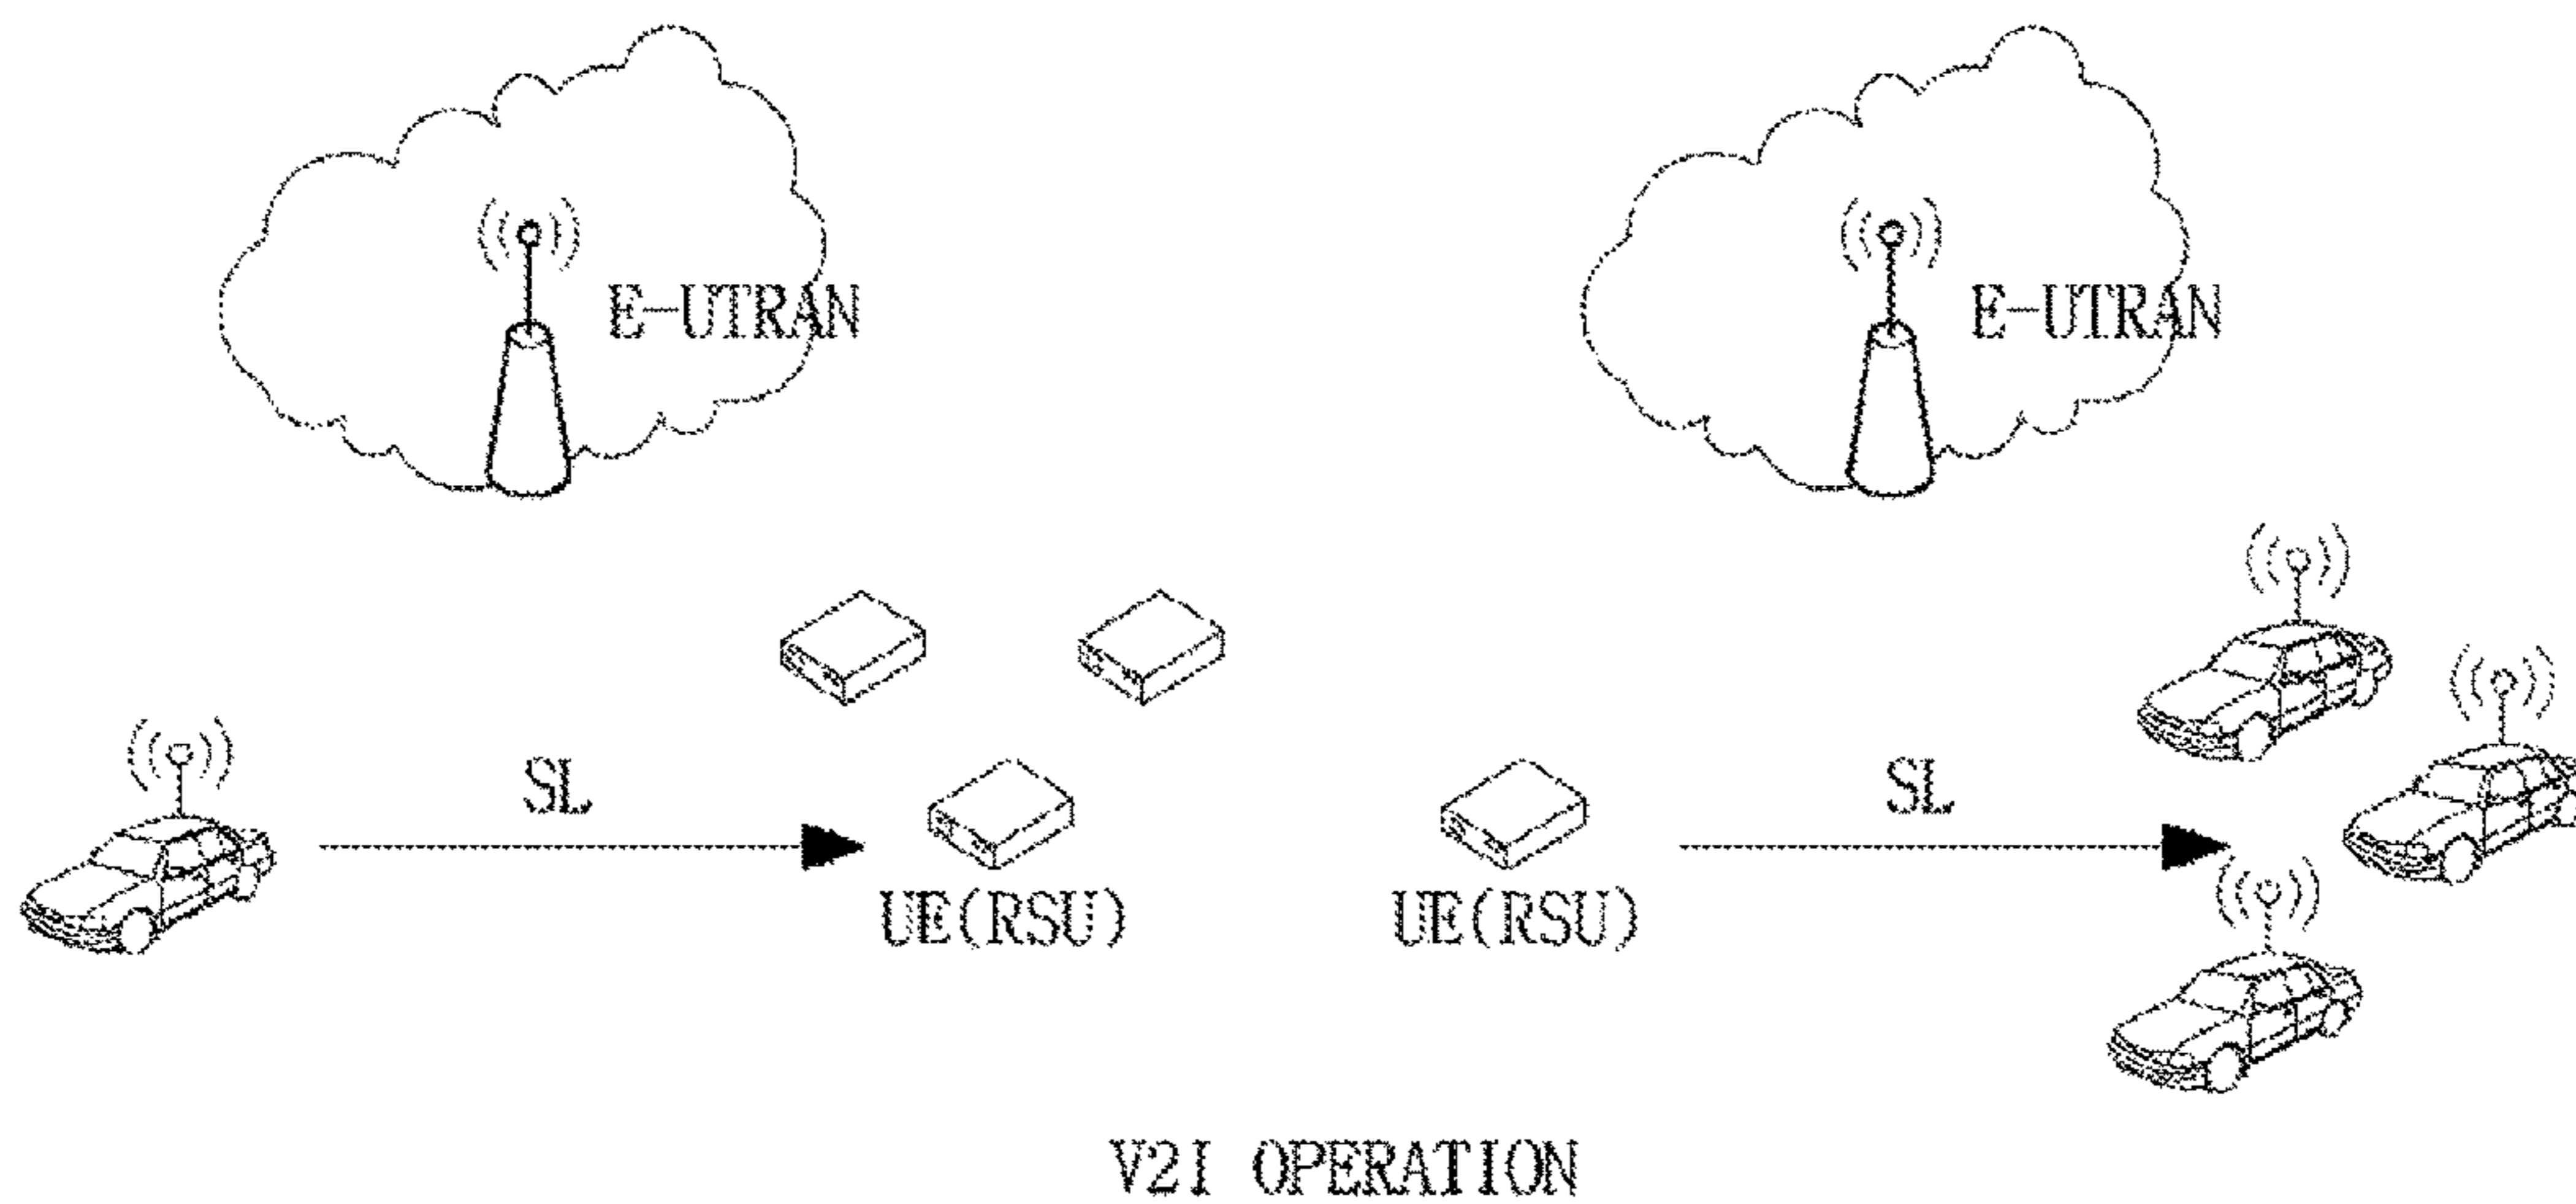 E-UTRAN
E-UTRAN
SL
SL
UE(RSU)
UE(RSU)
V2I OPERATION